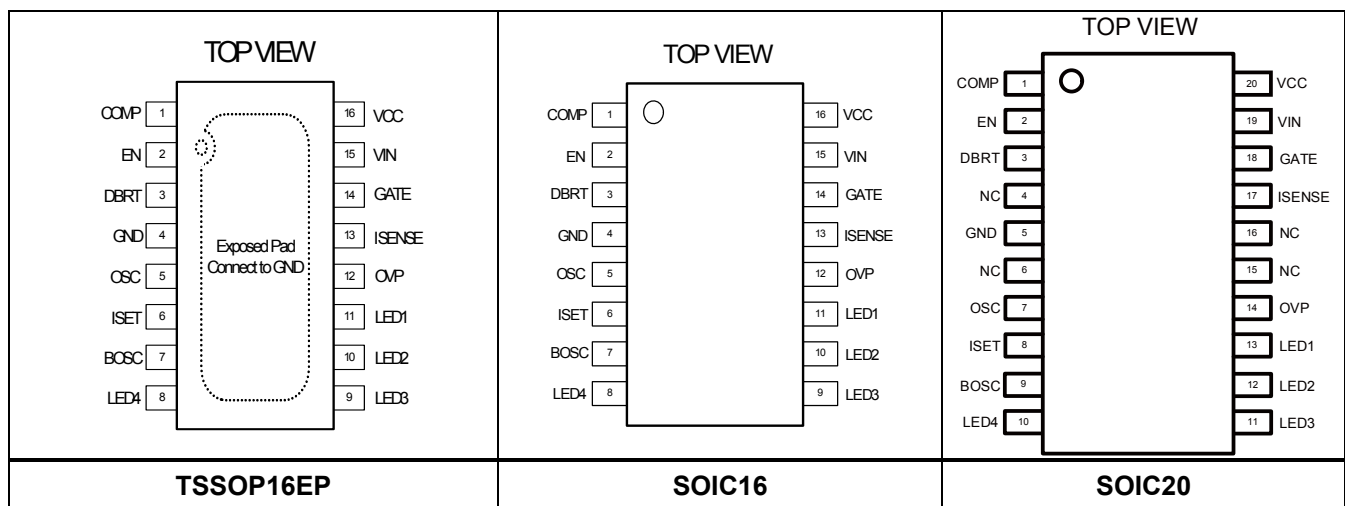 TOP VIEW
COMP 1 16 VCC
EN 2 15 VIN
DBRT 3 14 GATE
GND 4 13 ISENSE
OSC 5 12 OVP
ISET 6 11 LED1
BOSC 7 10 LED2
LED4 8 9 LED3
Exposed Pad
Connect to GND
TSSOP16EP
TOP VIEW
COMP 1 16 VCC
EN 2 15 VIN
DBRT 3 14 GATE
GND 4 13 ISENSE
OSC 5 12 OVP
ISET 6 11 LED1
BOSC 7 10 LED2
LED4 8 9 LED3
SOIC16
TOP VIEW
COMP 1 20 VCC
EN 2 19 VIN
DBRT 3 18 GATE
NC 4 17 ISENSE
GND 5 16 NC
NC 6 15 NC
OSC 7 14 OVP
ISET 8 13 LED1
BOSC 9 12 LED2
LED4 10 11 LED3
SOIC20